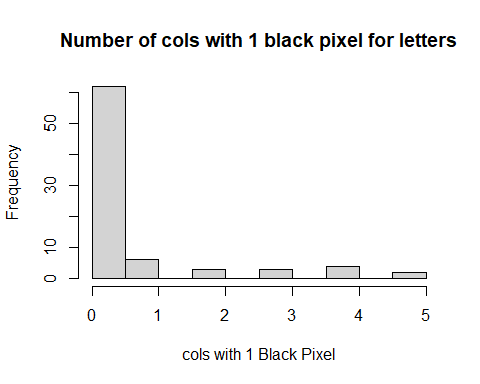 Number of cols with 1 black pixel for letters
Frequency
50
30
10
0
0 1 2 3 4 5
cols with 1 Black Pixel